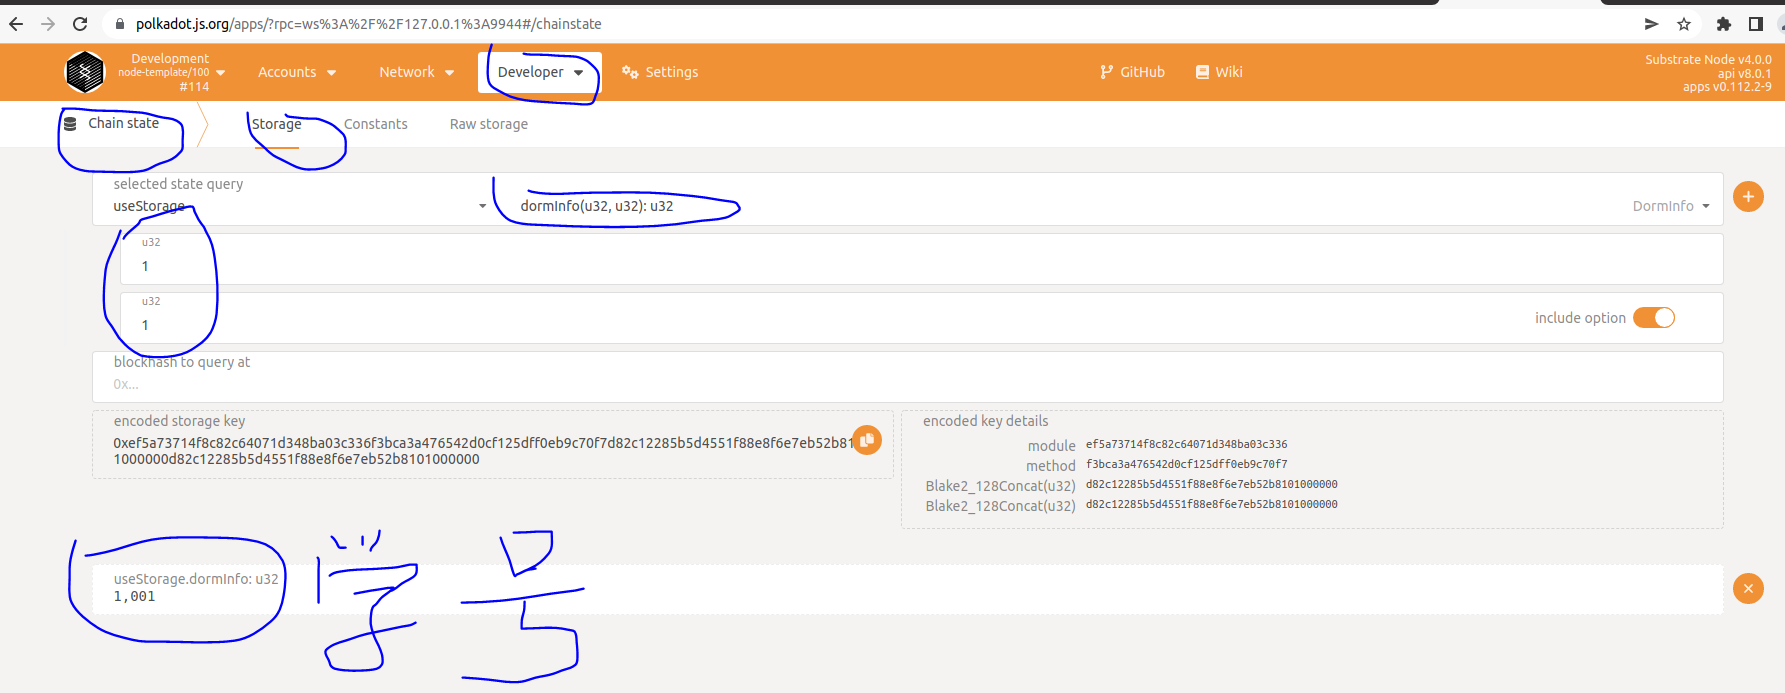 polkadot.js.org/apps/?rpc=ws%3A%2F%2F127.0.0.1%3A9944#/chainstate
Development
node-template/100
#114
Accounts
Network
Developer
Settings
GitHub
Wiki
Substrate Node v4.0.0
api v8.0.1
apps v0.112.2-9
Chain state
Storage
Constants
Raw storage
selected state query
useStorage
dormInfo(u32, u32): u32
DormInfo
u32
1
u32
1
include option
blockhash to query at
0x...
encoded storage key
0xef5a73714f8c82c64071d348ba03c336f3bca3a476542d0cf125dff0eb9c70f7d82c12285b5d4551f88e8f6e7eb52b81
01000000d82c12285b5d4551f88e8f6e7eb52b8101000000
encoded key details
module ef5a73714f8c82c64071d348ba03c336
method f3bca3a476542d0cf125dff0eb9c70f7
Blake2_128Concat(u32) d82c12285b5d4551f88e8f6e7eb52b8101000000
Blake2_128Concat(u32) d82c12285b5d4551f88e8f6e7eb52b8101000000
useStorage.dormInfo: u32
1,001
学号